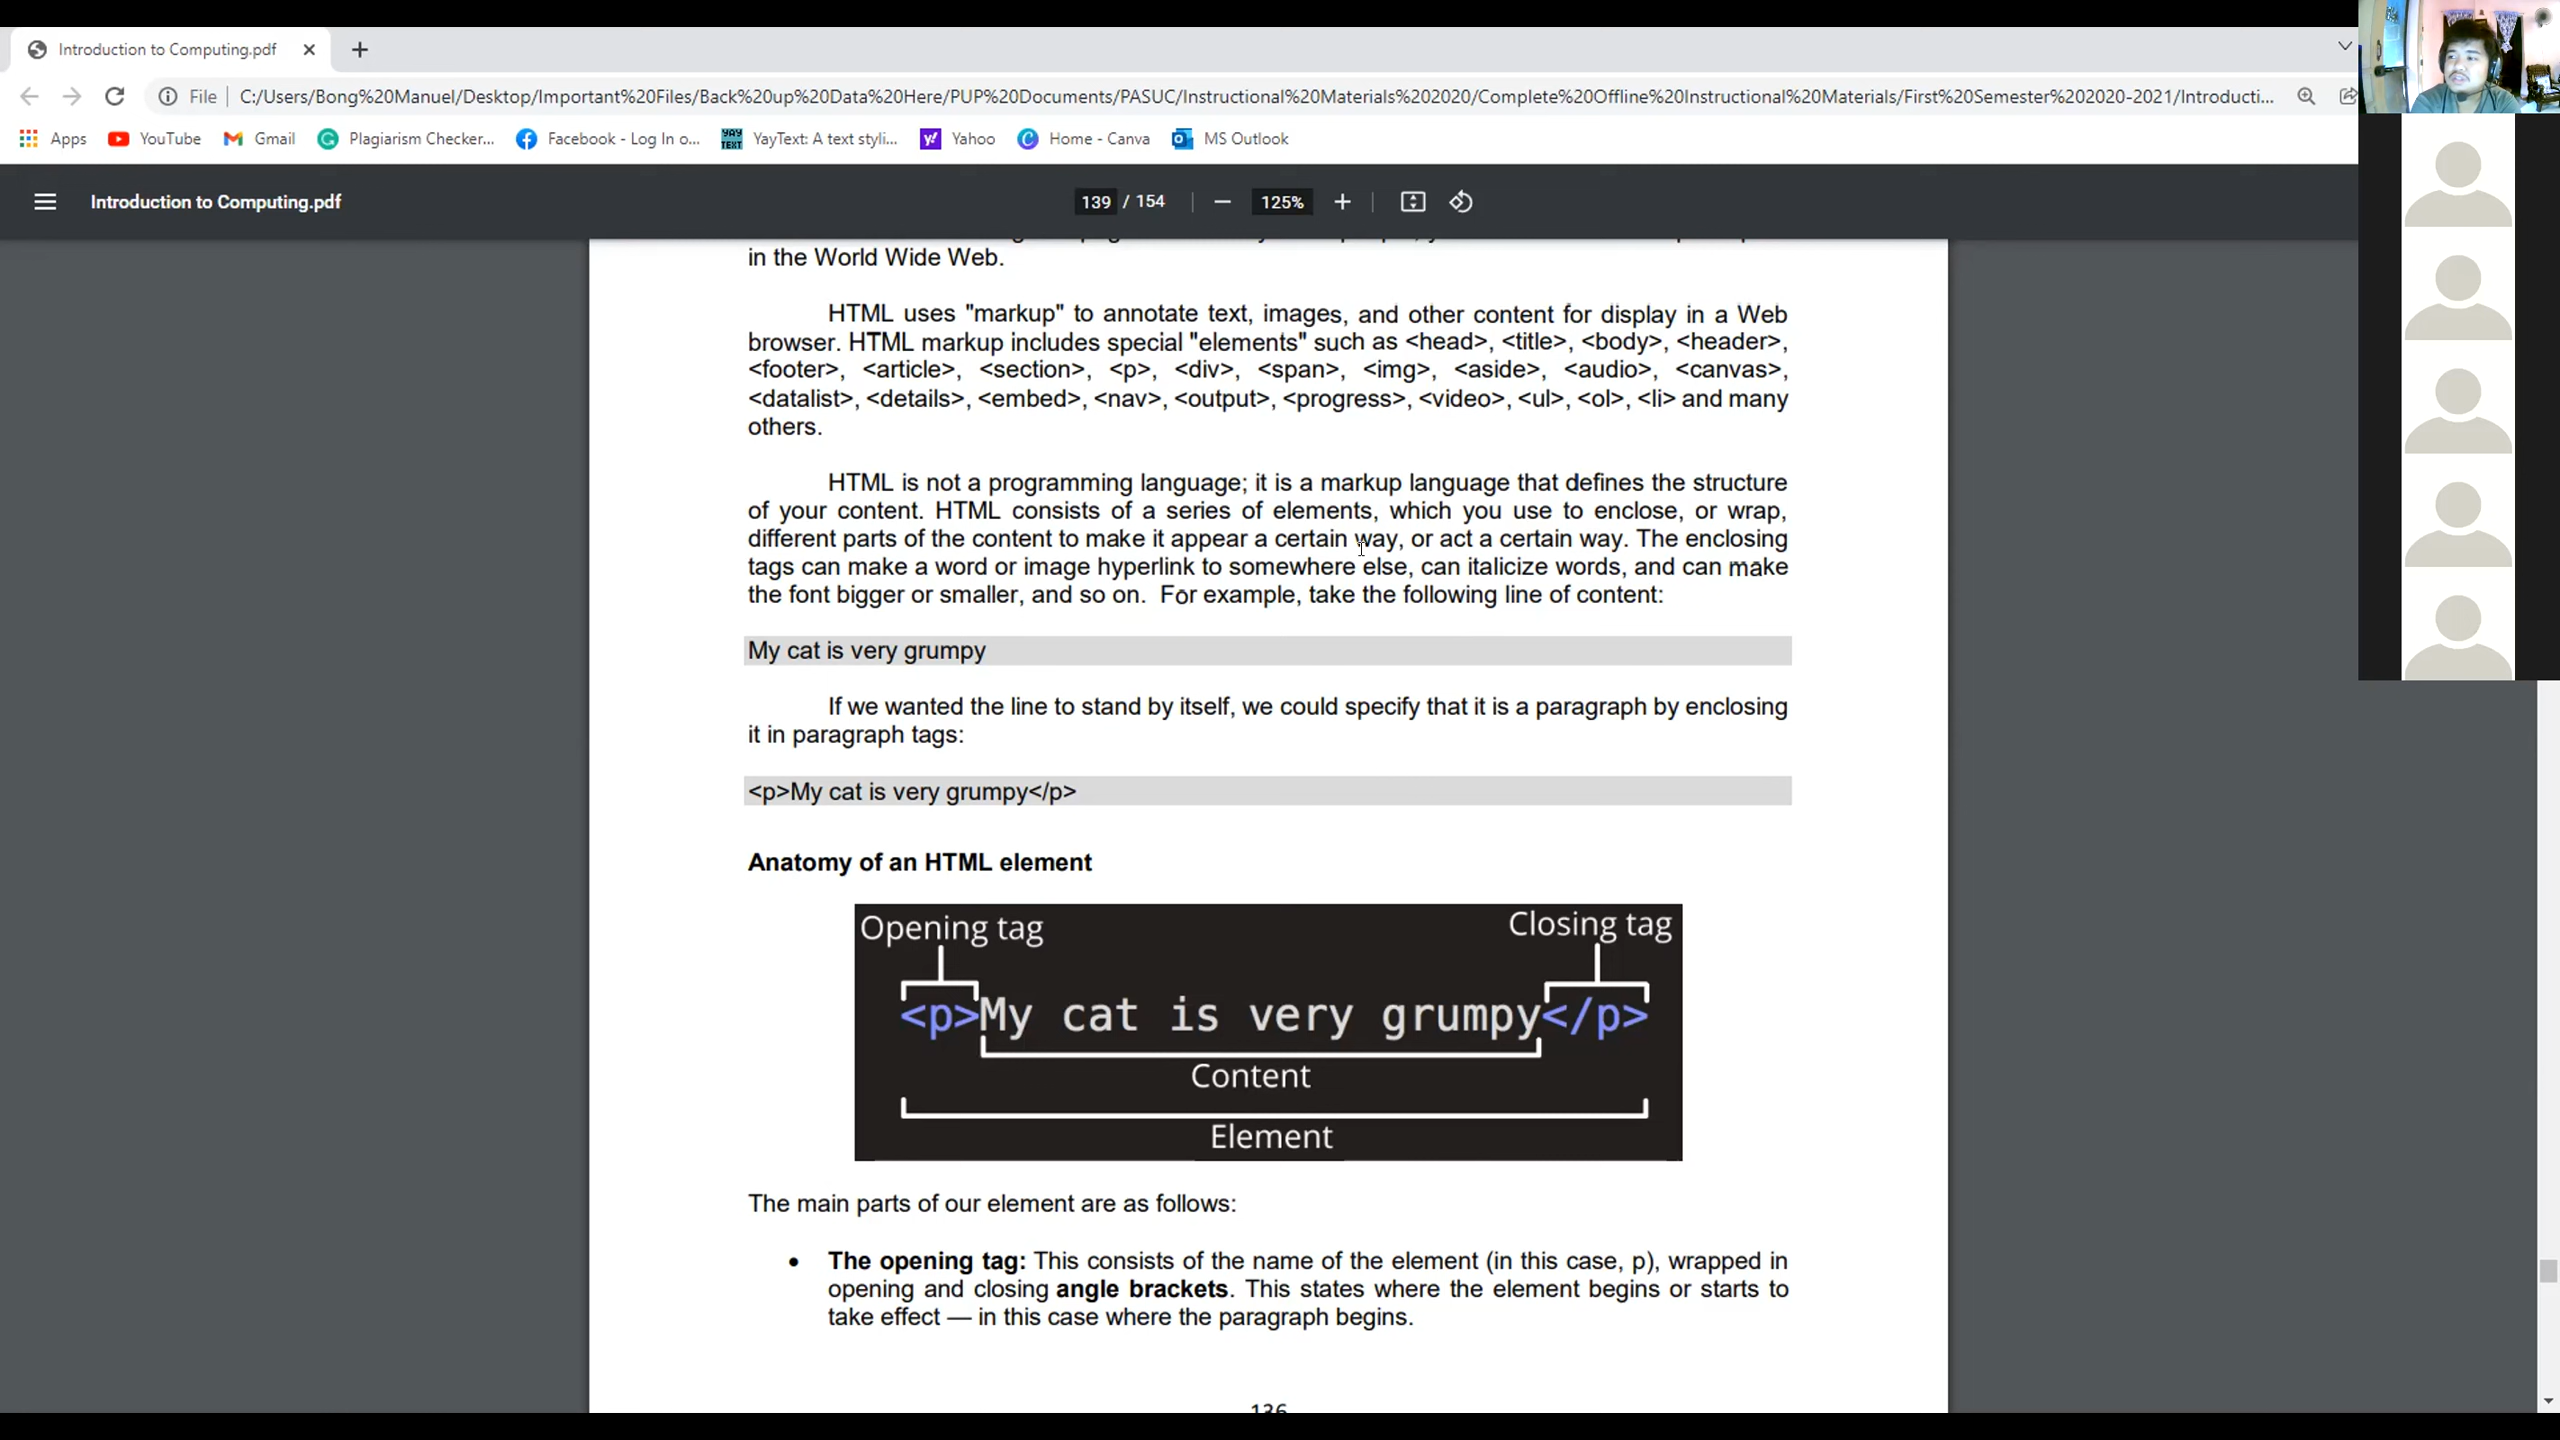 Introduction to Computing.pdf
File C:/Users/Bong%20Manuel/Desktop/Important%20Files/Back%20up%20Data%20Here/PUP%20Documents/PASUC/Instructional%20Materials%202020/Complete%20Offline%20Instructional%20Materials/First%20Semester%202020-2021/Introducti...
Apps YouTube Gmail Plagiarism Checker... Facebook - Log In o... YAY TEXT YayText: A text styli... Yahoo Home - Canva MS Outlook
Introduction to Computing.pdf 139 / 154 125%
in the World Wide Web.
HTML uses "markup" to annotate text, images, and other content for display in a Web
browser. HTML markup includes special "elements" such as <head>, <title>, <body>, <header>,
<footer>, <article>, <section>, <p>, <div>, <span>, <img>, <aside>, <audio>, <canvas>,
<datalist>, <details>, <embed>, <nav>, <output>, <progress>, <video>, <ul>, <ol>, <li> and many
others.
HTML is not a programming language; it is a markup language that defines the structure
of your content. HTML consists of a series of elements, which you use to enclose, or wrap,
different parts of the content to make it appear a certain way, or act a certain way. The enclosing
tags can make a word or image hyperlink to somewhere else, can italicize words, and can make
the font bigger or smaller, and so on. For example, take the following line of content:
My cat is very grumpy
If we wanted the line to stand by itself, we could specify that it is a paragraph by enclosing
it in paragraph tags:
<p>My cat is very grumpy</p>
Anatomy of an HTML element
Opening tag Closing tag
<p>My cat is very grumpy</p>
Content
Element
The main parts of our element are as follows:
• The opening tag: This consists of the name of the element (in this case, p), wrapped in
opening and closing angle brackets. This states where the element begins or starts to
take effect — in this case where the paragraph begins.
136